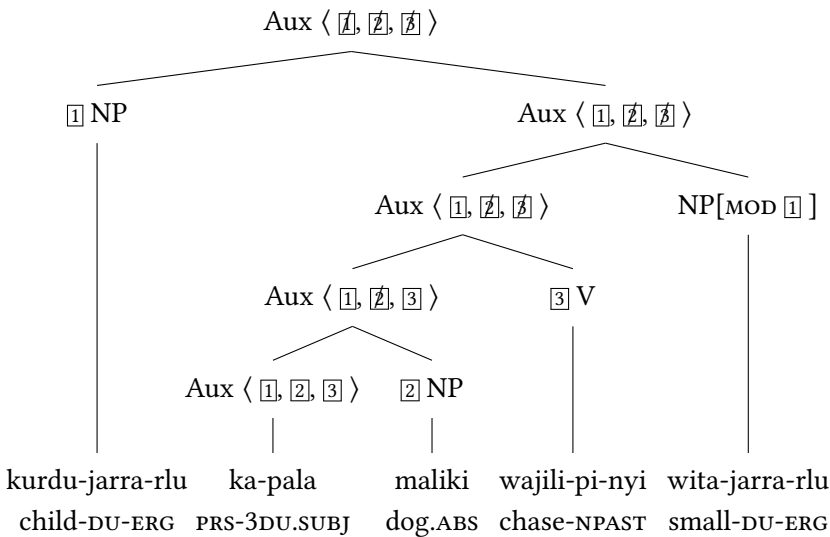 Aux ⟨ 1̸, 2̸, 3̸ ⟩
1 NP Aux ⟨ 1, 2̸, 3̸ ⟩
Aux ⟨ 1, 2̸, 3̸ ⟩ NP[MOD 1 ]
Aux ⟨ 1, 2̸, 3 ⟩ 3 V
Aux ⟨ 1, 2, 3 ⟩ 2 NP
kurdu-jarra-rlu ka-pala maliki wajili-pi-nyi wita-jarra-rlu
child-DU-ERG PRS-3DU.SUBJ dog.ABS chase-NPAST small-DU-ERG